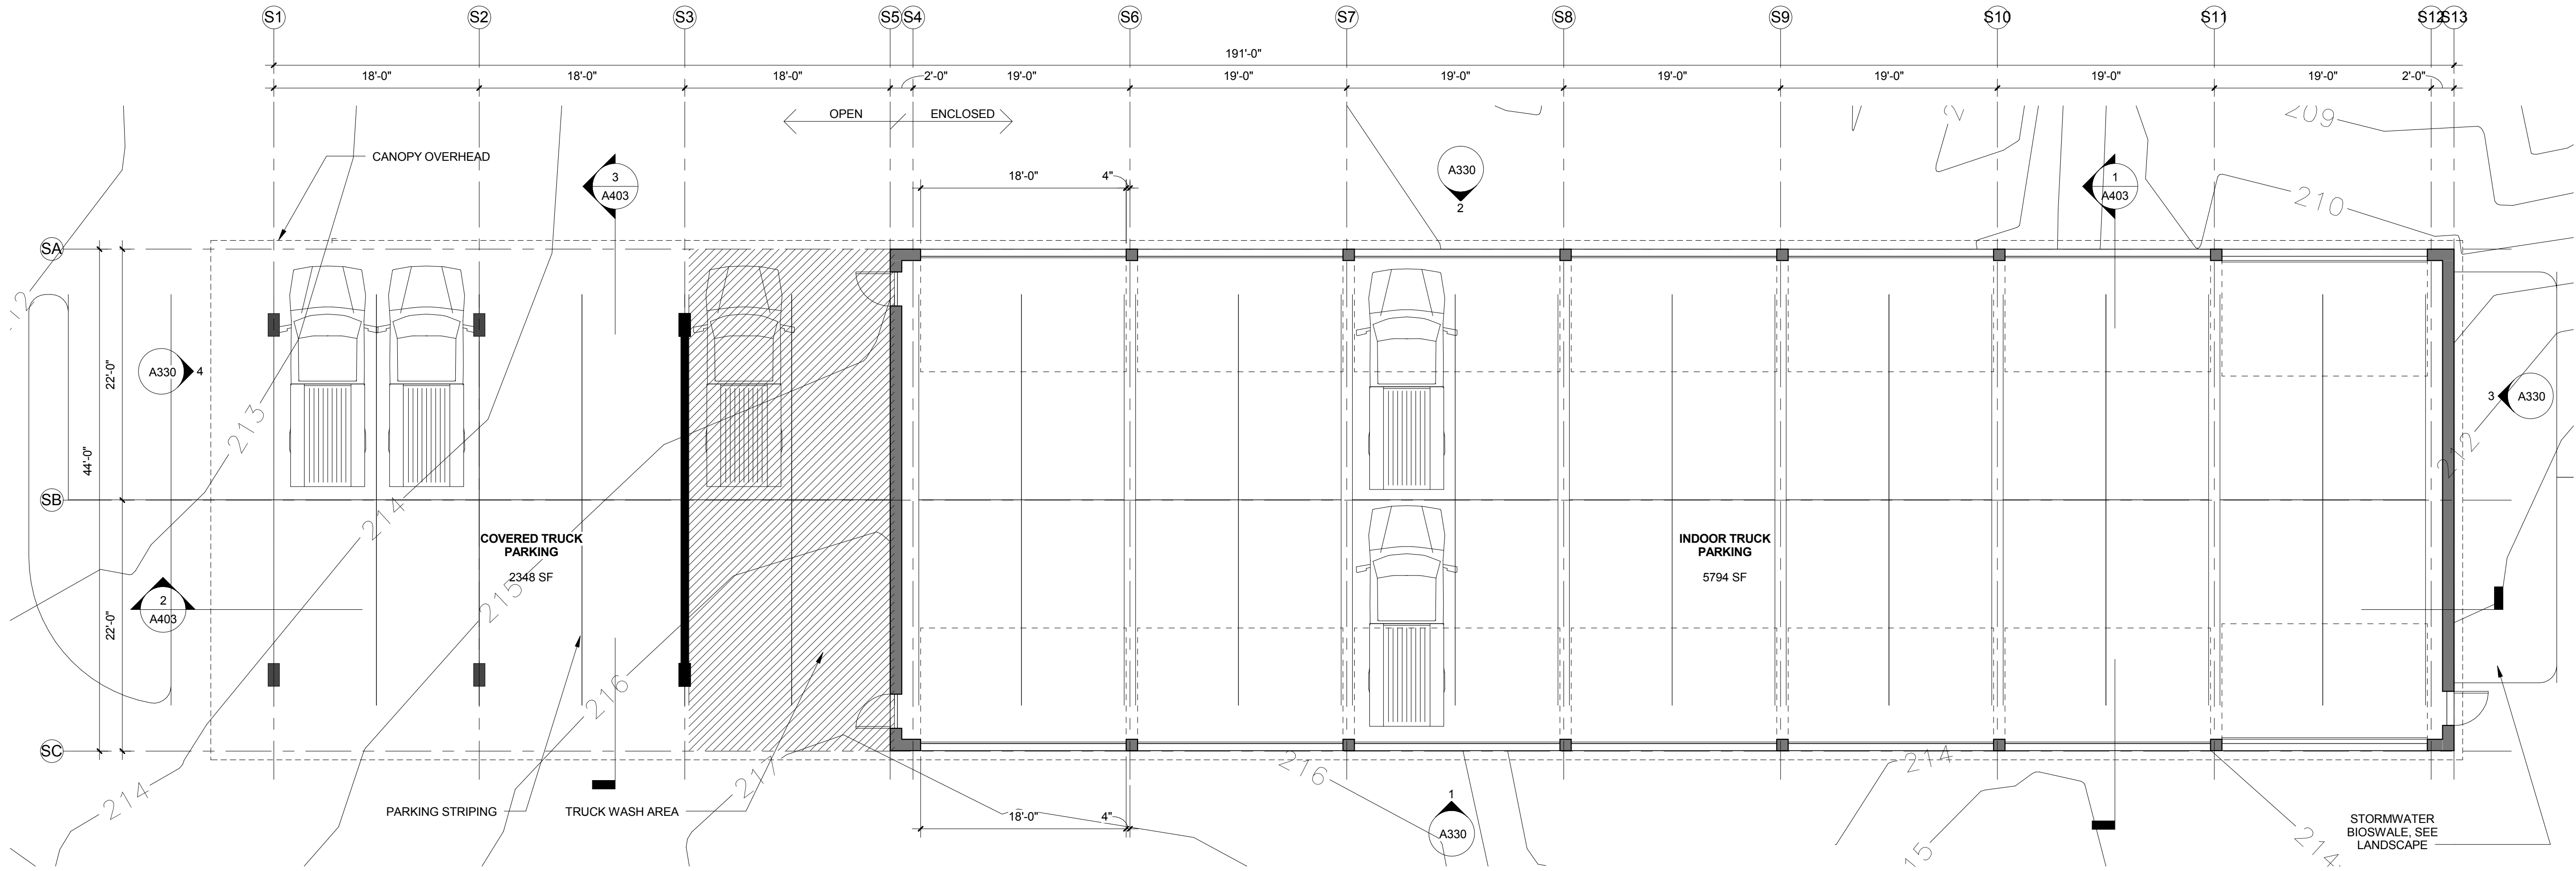 S1
S2
S3
S5
S4
S6
S7
S8
S9
S10
S11
S12
S13
191'-0"
18'-0"
18'-0"
18'-0"
2'-0"
19'-0"
19'-0"
19'-0"
19'-0"
19'-0"
19'-0"
19'-0"
2'-0"
OPEN
ENCLOSED
209
CANOPY OVERHEAD
3
A403
18'-0"
4"
A330
2
1
A403
210
SA
212
A330
4
22'-0"
213
3
A330
212
44'-0"
SB
214
COVERED TRUCK
PARKING
2348 SF
INDOOR TRUCK
PARKING
5794 SF
2
A403
22'-0"
215
216
SC
217
216
214
214
PARKING STRIPING
TRUCK WASH AREA
18'-0"
4"
1
A330
15
214
STORMWATER
BIOSWALE, SEE
LANDSCAPE